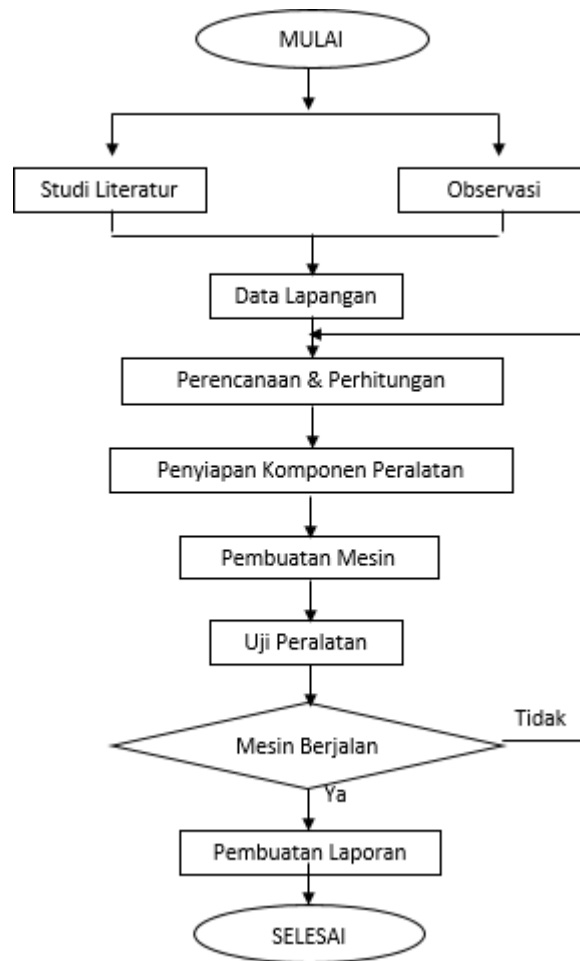 MULAI
Studi Literatur
Observasi
Data Lapangan
Perencanaan & Perhitungan
Penyiapan Komponen Peralatan
Pembuatan Mesin
Uji Peralatan
Tidak
Mesin Berjalan
Ya
Pembuatan Laporan
SELESAI